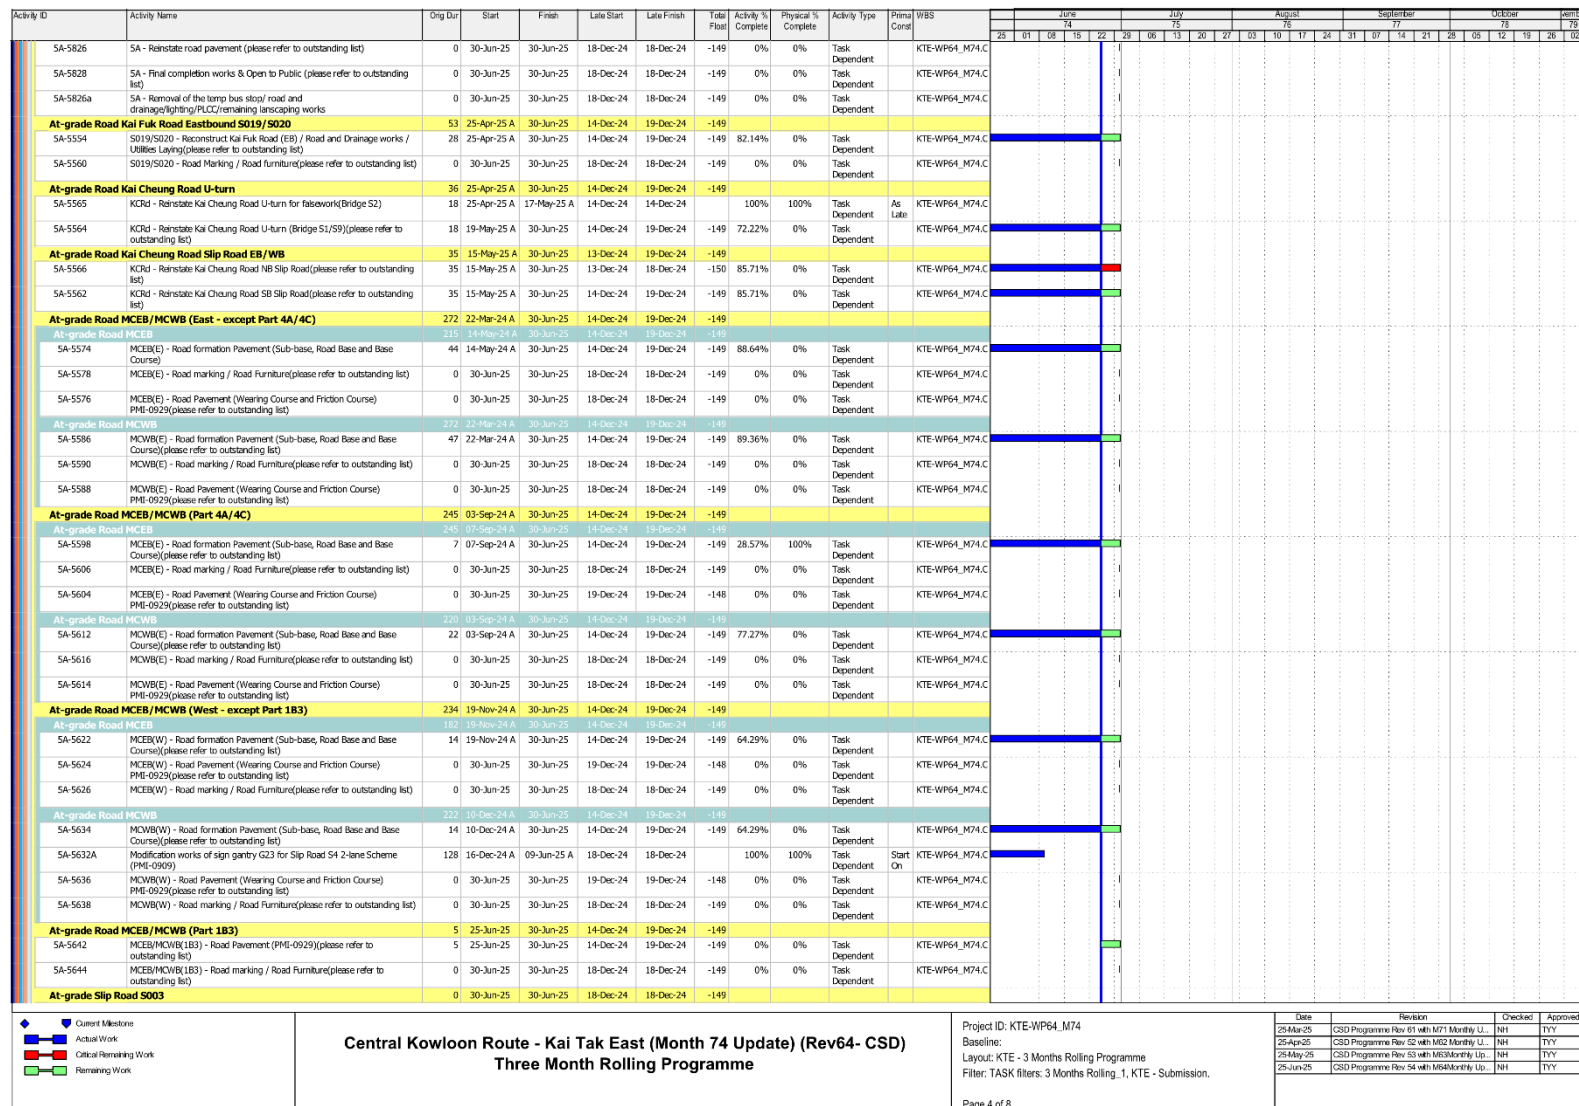 Activity ID Activity Name Orig Dur Start Finish Late Start Late Finish Total Float Activity % Complete Physical % Complete Activity Type Prima Const WBS
June July August September October vemb
74 75 76 77 78 79
25 01 08 15 22 29 06 13 20 27 03 10 17 24 31 07 14 21 28 05 12 19 26 02
5A-5826 5A - Reinstate road pavement (please refer to outstanding list) 0 30-Jun-25 30-Jun-25 18-Dec-24 18-Dec-24 -149 0% 0% Task Dependent KTE-WP64_M74.C
5A-5828 5A - Final completion works & Open to Public (please refer to outstanding list) 0 30-Jun-25 30-Jun-25 18-Dec-24 18-Dec-24 -149 0% 0% Task Dependent KTE-WP64_M74.C
5A-5826a 5A - Removal of the temp bus stop/ road and drainage/lighting/PLCC/remaining lanscaping works 0 30-Jun-25 30-Jun-25 18-Dec-24 18-Dec-24 -149 0% 0% Task Dependent KTE-WP64_M74.C
At-grade Road Kai Fuk Road Eastbound S019/S020 53 25-Apr-25 A 30-Jun-25 14-Dec-24 19-Dec-24 -149
5A-5554 S019/S020 - Reconstruct Kai Fuk Road (EB) / Road and Drainage works / Utilities Laying(please refer to outstanding list) 28 25-Apr-25 A 30-Jun-25 14-Dec-24 19-Dec-24 -149 82.14% 0% Task Dependent KTE-WP64_M74.C
5A-5560 S019/S020 - Road Marking / Road furniture(please refer to outstanding list) 0 30-Jun-25 30-Jun-25 18-Dec-24 18-Dec-24 -149 0% 0% Task Dependent KTE-WP64_M74.C
At-grade Road Kai Cheung Road U-turn 36 25-Apr-25 A 30-Jun-25 14-Dec-24 19-Dec-24 -149
5A-5565 KCRd - Reinstate Kai Cheung Road U-turn for falsework(Bridge S2) 18 25-Apr-25 A 17-May-25 A 14-Dec-24 14-Dec-24 100% 100% Task Dependent As Late KTE-WP64_M74.C
5A-5564 KCRd - Reinstate Kai Cheung Road U-turn (Bridge S1/S9)(please refer to outstanding list) 18 19-May-25 A 30-Jun-25 14-Dec-24 19-Dec-24 -149 72.22% 0% Task Dependent KTE-WP64_M74.C
At-grade Road Kai Cheung Road Slip Road EB/WB 35 15-May-25 A 30-Jun-25 13-Dec-24 19-Dec-24 -149
5A-5566 KCRd - Reinstate Kai Cheung Road NB Slip Road(please refer to outstanding list) 35 15-May-25 A 30-Jun-25 13-Dec-24 18-Dec-24 -150 85.71% 0% Task Dependent KTE-WP64_M74.C
5A-5562 KCRd - Reinstate Kai Cheung Road SB Slip Road(please refer to outstanding list) 35 15-May-25 A 30-Jun-25 14-Dec-24 19-Dec-24 -149 85.71% 0% Task Dependent KTE-WP64_M74.C
At-grade Road MCEB/MCWB (East - except Part 4A/4C) 272 22-Mar-24 A 30-Jun-25 14-Dec-24 19-Dec-24 -149
At-grade Road MCEB 215 14-May-24 A 30-Jun-25 14-Dec-24 19-Dec-24 -149
5A-5574 MCEB(E) - Road formation Pavement (Sub-base, Road Base and Base Course) 44 14-May-24 A 30-Jun-25 14-Dec-24 19-Dec-24 -149 88.64% 0% Task Dependent KTE-WP64_M74.C
5A-5578 MCEB(E) - Road marking / Road Furniture(please refer to outstanding list) 0 30-Jun-25 30-Jun-25 18-Dec-24 18-Dec-24 -149 0% 0% Task Dependent KTE-WP64_M74.C
5A-5576 MCEB(E) - Road Pavement (Wearing Course and Friction Course) PMI-0929(please refer to outstanding list) 0 30-Jun-25 30-Jun-25 18-Dec-24 18-Dec-24 -149 0% 0% Task Dependent KTE-WP64_M74.C
At-grade Road MCWB 272 22-Mar-24 A 30-Jun-25 14-Dec-24 19-Dec-24 -149
5A-5586 MCWB(E) - Road formation Pavement (Sub-base, Road Base and Base Course)(please refer to outstanding list) 47 22-Mar-24 A 30-Jun-25 14-Dec-24 19-Dec-24 -149 89.36% 0% Task Dependent KTE-WP64_M74.C
5A-5590 MCWB(E) - Road marking / Road Furniture(please refer to outstanding list) 0 30-Jun-25 30-Jun-25 18-Dec-24 18-Dec-24 -149 0% 0% Task Dependent KTE-WP64_M74.C
5A-5588 MCWB(E) - Road Pavement (Wearing Course and Friction Course) PMI-0929(please refer to outstanding list) 0 30-Jun-25 30-Jun-25 18-Dec-24 18-Dec-24 -149 0% 0% Task Dependent KTE-WP64_M74.C
At-grade Road MCEB/MCWB (Part 4A/4C) 245 03-Sep-24 A 30-Jun-25 14-Dec-24 19-Dec-24 -149
At-grade Road MCEB 245 07-Sep-24 A 30-Jun-25 14-Dec-24 19-Dec-24 -149
5A-5598 MCEB(E) - Road formation Pavement (Sub-base, Road Base and Base Course)(please refer to outstanding list) 7 07-Sep-24 A 30-Jun-25 14-Dec-24 19-Dec-24 -149 28.57% 100% Task Dependent KTE-WP64_M74.C
5A-5606 MCEB(E) - Road marking / Road Furniture(please refer to outstanding list) 0 30-Jun-25 30-Jun-25 18-Dec-24 18-Dec-24 -149 0% 0% Task Dependent KTE-WP64_M74.C
5A-5604 MCEB(E) - Road Pavement (Wearing Course and Friction Course) PMI-0929(please refer to outstanding list) 0 30-Jun-25 30-Jun-25 19-Dec-24 19-Dec-24 -148 0% 0% Task Dependent KTE-WP64_M74.C
At-grade Road MCWB 220 03-Sep-24 A 30-Jun-25 14-Dec-24 19-Dec-24 -149
5A-5612 MCWB(E) - Road formation Pavement (Sub-base, Road Base and Base Course)(please refer to outstanding list) 22 03-Sep-24 A 30-Jun-25 14-Dec-24 19-Dec-24 -149 77.27% 0% Task Dependent KTE-WP64_M74.C
5A-5616 MCWB(E) - Road marking / Road Furniture(please refer to outstanding list) 0 30-Jun-25 30-Jun-25 18-Dec-24 18-Dec-24 -149 0% 0% Task Dependent KTE-WP64_M74.C
5A-5614 MCWB(E) - Road Pavement (Wearing Course and Friction Course) PMI-0929(please refer to outstanding list) 0 30-Jun-25 30-Jun-25 18-Dec-24 18-Dec-24 -149 0% 0% Task Dependent KTE-WP64_M74.C
At-grade Road MCEB/MCWB (West - except Part 1B3) 234 19-Nov-24 A 30-Jun-25 14-Dec-24 19-Dec-24 -149
At-grade Road MCEB 182 19-Nov-24 A 30-Jun-25 14-Dec-24 19-Dec-24 -149
5A-5622 MCEB(W) - Road formation Pavement (Sub-base, Road Base and Base Course)(please refer to outstanding list) 14 19-Nov-24 A 30-Jun-25 14-Dec-24 19-Dec-24 -149 64.29% 0% Task Dependent KTE-WP64_M74.C
5A-5624 MCEB(W) - Road Pavement (Wearing Course and Friction Course) PMI-0929(please refer to outstanding list) 0 30-Jun-25 30-Jun-25 19-Dec-24 19-Dec-24 -148 0% 0% Task Dependent KTE-WP64_M74.C
5A-5626 MCEB(W) - Road marking / Road Furniture(please refer to outstanding list) 0 30-Jun-25 30-Jun-25 18-Dec-24 18-Dec-24 -149 0% 0% Task Dependent KTE-WP64_M74.C
At-grade Road MCWB 222 10-Dec-24 A 30-Jun-25 14-Dec-24 19-Dec-24 -149
5A-5634 MCWB(W) - Road formation Pavement (Sub-base, Road Base and Base Course)(please refer to outstanding list) 14 10-Dec-24 A 30-Jun-25 14-Dec-24 19-Dec-24 -149 64.29% 0% Task Dependent KTE-WP64_M74.C
5A-5632A Modification works of sign gantry G23 for Slip Road S4 2-lane Scheme (PMI-0909) 128 16-Dec-24 A 09-Jun-25 A 18-Dec-24 18-Dec-24 100% 100% Task Dependent Start On KTE-WP64_M74.C
5A-5636 MCWB(W) - Road Pavement (Wearing Course and Friction Course) PMI-0929(please refer to outstanding list) 0 30-Jun-25 30-Jun-25 19-Dec-24 19-Dec-24 -148 0% 0% Task Dependent KTE-WP64_M74.C
5A-5638 MCWB(W) - Road marking / Road Furniture(please refer to outstanding list) 0 30-Jun-25 30-Jun-25 18-Dec-24 18-Dec-24 -149 0% 0% Task Dependent KTE-WP64_M74.C
At-grade Road MCEB/MCWB (Part 1B3) 5 25-Jun-25 30-Jun-25 14-Dec-24 19-Dec-24 -149
5A-5642 MCEB/MCWB(1B3) - Road Pavement (PMI-0929)(please refer to outstanding list) 5 25-Jun-25 30-Jun-25 14-Dec-24 19-Dec-24 -149 0% 0% Task Dependent KTE-WP64_M74.C
5A-5644 MCEB/MCWB(1B3) - Road marking / Road Furniture(please refer to outstanding list) 0 30-Jun-25 30-Jun-25 18-Dec-24 18-Dec-24 -149 0% 0% Task Dependent KTE-WP64_M74.C
At-grade Slip Road S003 0 30-Jun-25 30-Jun-25 18-Dec-24 18-Dec-24 -149
Current Milestone
Actual Work
Critical Remaining Work
Remaining Work
Central Kowloon Route - Kai Tak East (Month 74 Update) (Rev64- CSD)
Three Month Rolling Programme
Project ID: KTE-WP64_M74
Baseline:
Layout: KTE - 3 Months Rolling Programme
Filter: TASK filters: 3 Months Rolling_1, KTE - Submission.
Page 4 of 8
Date Revision Checked Approved
25-Mar-25 CSD Programme Rev 61 with M71 Monthly U... NH TYY
25-Apr-25 CSD Programme Rev 52 with M62 Monthly U... NH TYY
25-May-25 CSD Programme Rev 53 with M63Monthly Up... NH TYY
25-Jun-25 CSD Programme Rev 54 with M64Monthly Up... NH TYY